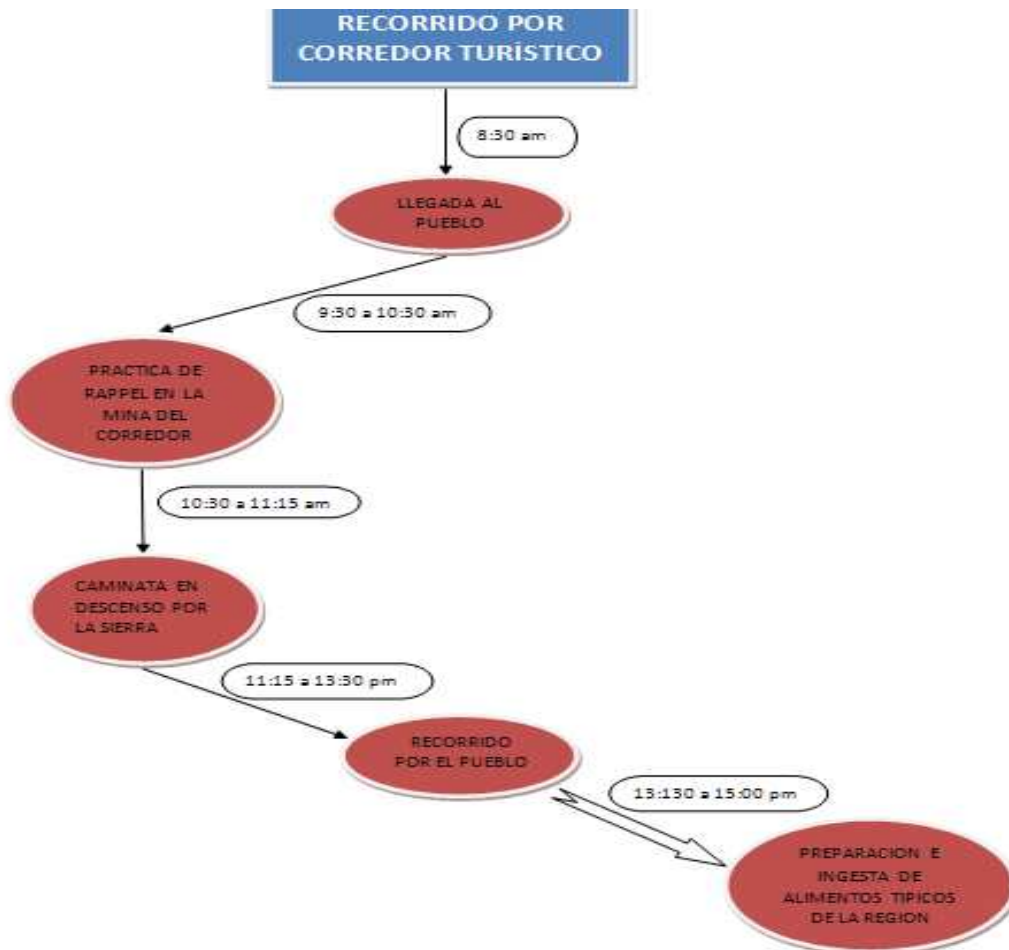 RECORRIDO POR
CORREDOR TURÍSTICO
8:30 am
LLEGADA AL
PUEBLO
9:30 a 10:30 am
PRACTICA DE
RAPPEL EN LA
MINA DEL
CORREDOR
10:30 a 11:15 am
CAMINATA EN
DESCENSO POR
LA SIERRA
11:15 a 13:30 pm
RECORRIDO
POR EL PUEBLO
13:130 a 15:00 pm
PREPARACION E
INGESTA DE
ALIMENTOS TIPICOS
DE LA REGION